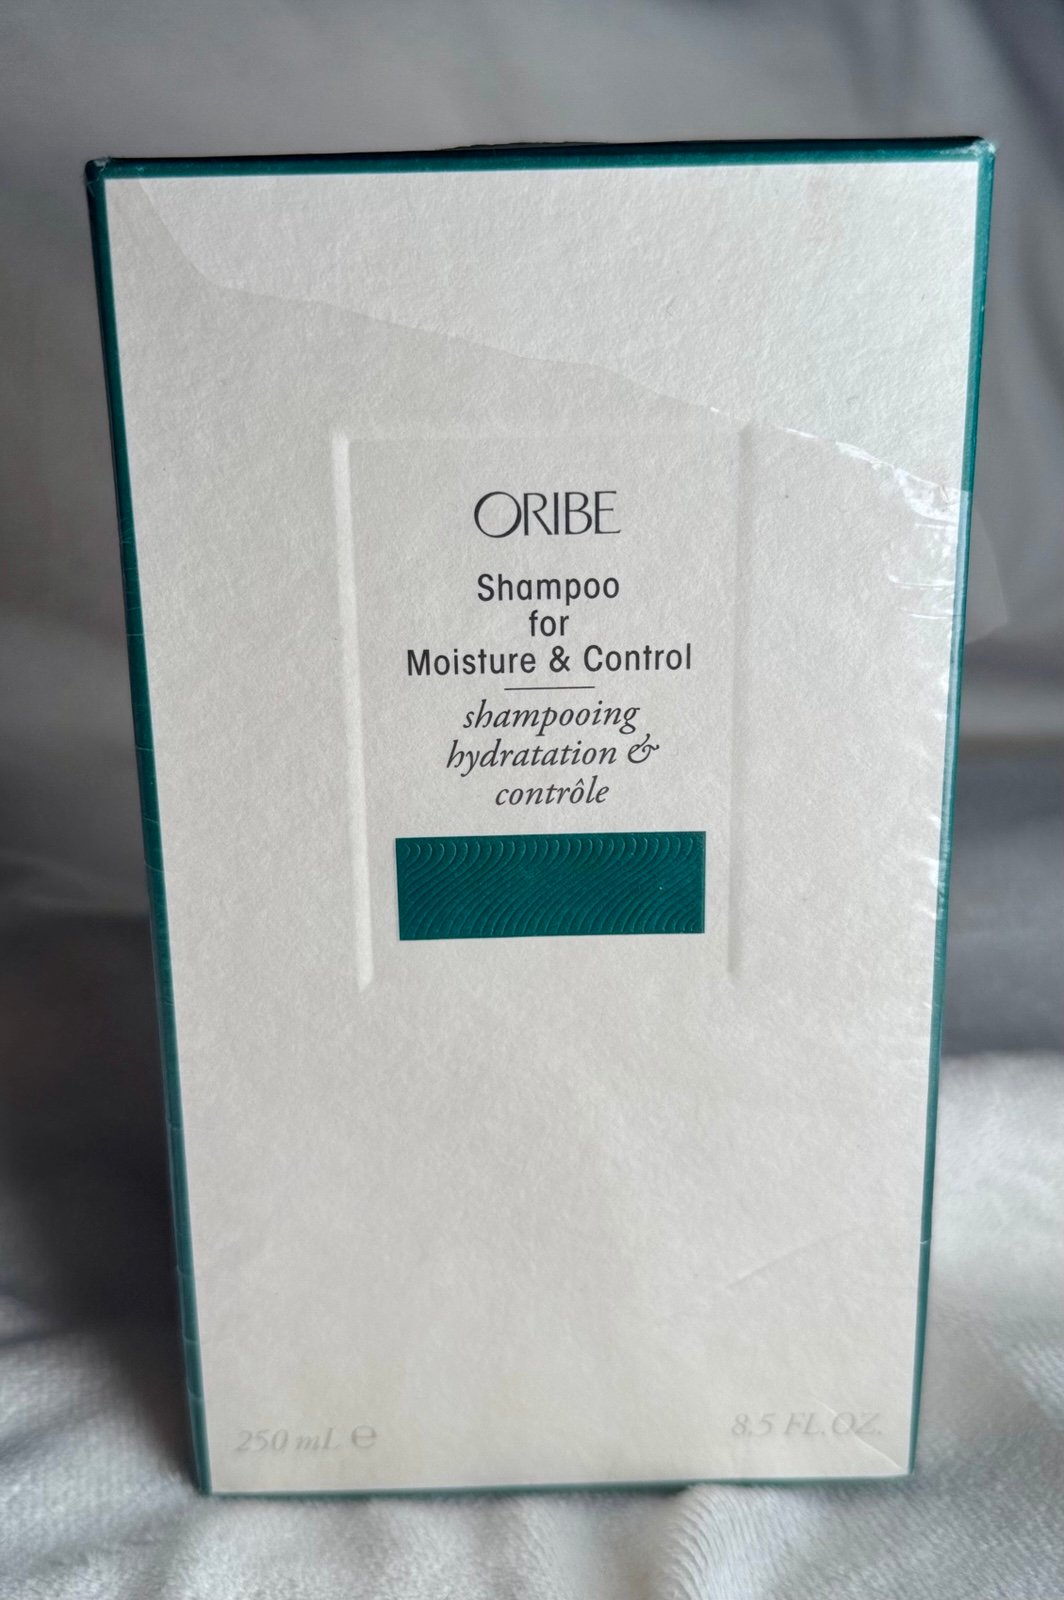 ORIBE
Shampoo
for
Moisture & Control
shampooing
hydratation &
contrôle
250 mL ℮
8.5 FL. OZ.